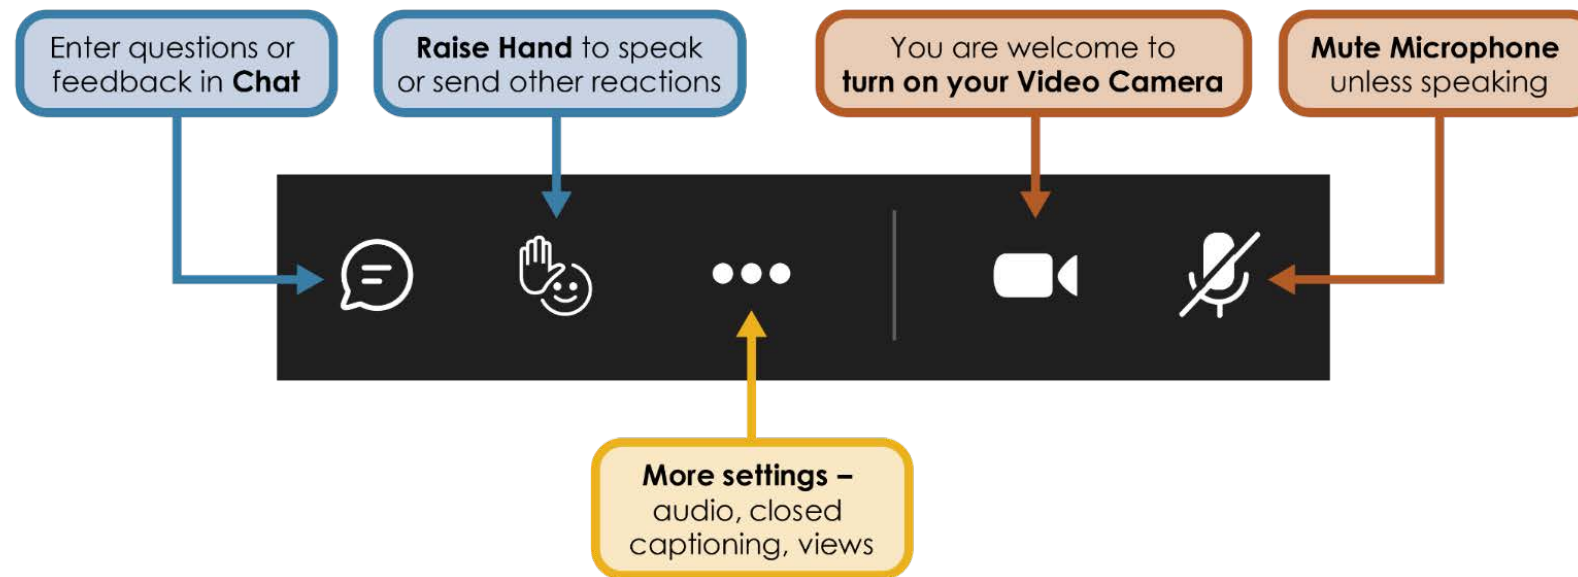 Enter questions or
feedback in Chat
Raise Hand to speak
or send other reactions
You are welcome to
turn on your Video Camera
Mute Microphone
unless speaking
More settings –
audio, closed
captioning, views